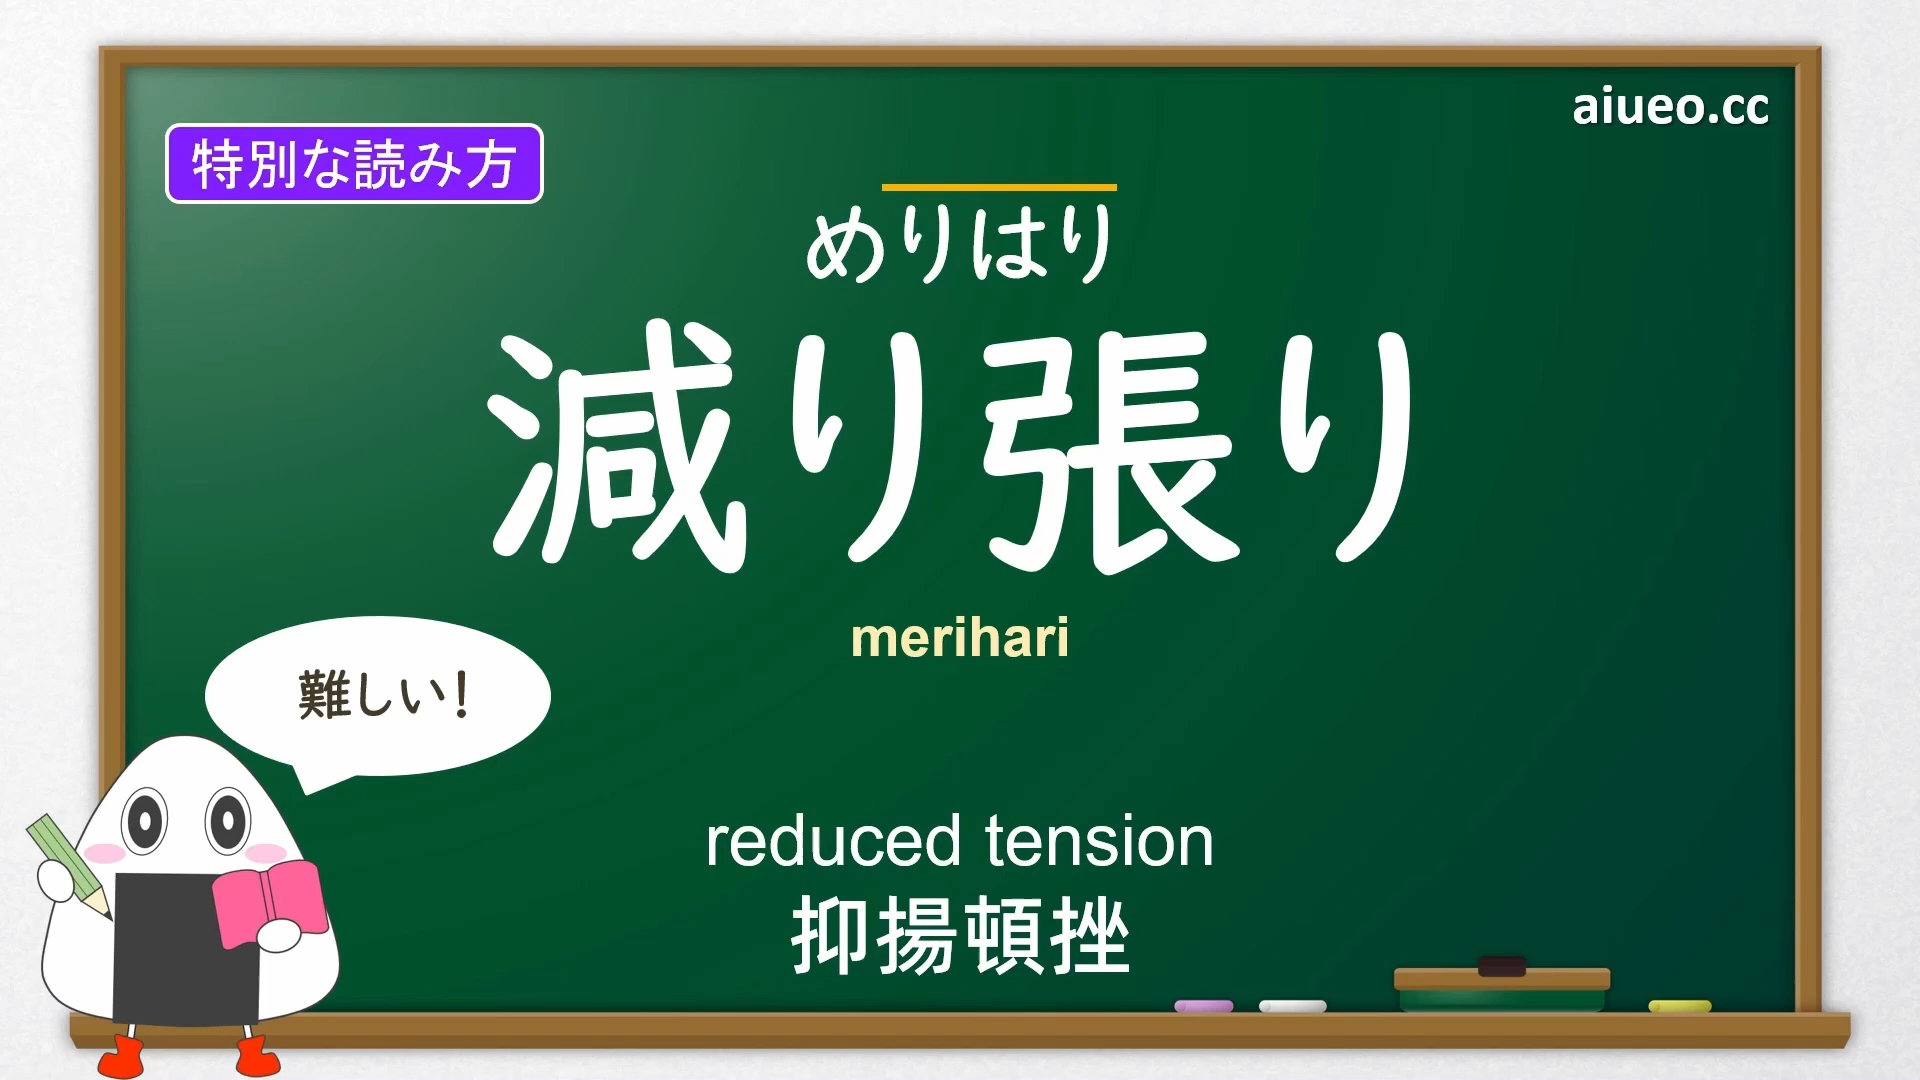 aiueo.cc
特別な読み方
めりはり
減り張り
merihari
難しい!
reduced tension
抑揚頓挫